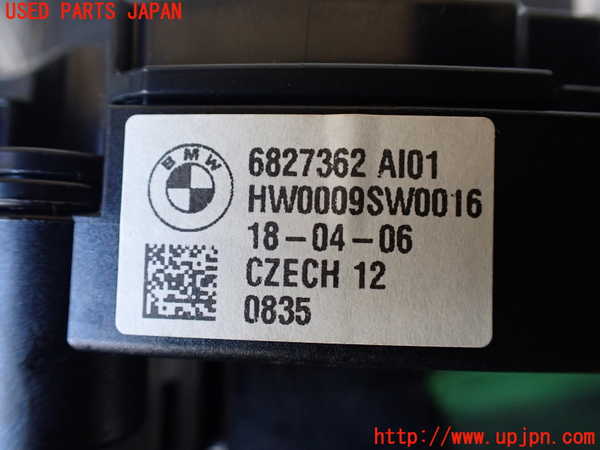 USED PARTS JAPAN
BMW
6827362 AI01
HW0009SW0016
18-04-06
CZECH 12
0835
http://www.upjpn.com/